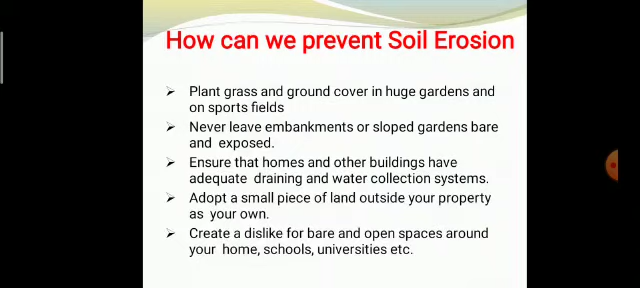 How can we prevent Soil Erosion
Plant grass and ground cover in huge gardens and
on sports fields
Never leave embankments or sloped gardens bare
and exposed.
Ensure that homes and other buildings have
adequate draining and water collection systems.
Adopt a small piece of land outside your property
as your own.
Create a dislike for bare and open spaces around
your home, schools, universities etc.